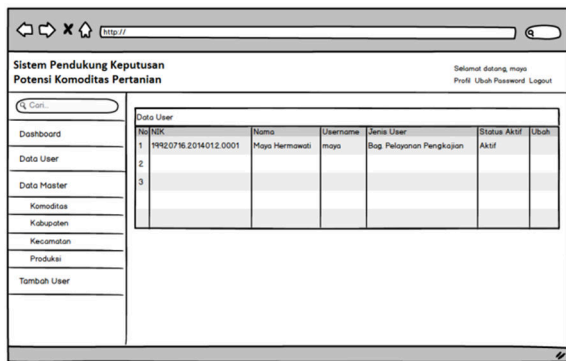 http://
Sistem Pendukung Keputusan
Potensi Komoditas Pertanian
Selamat datang, maya
Profil Ubah Password Logout
Cari..
Dashboard
Data User
Data Master
Komoditas
Kabupaten
Kecamatan
Produksi
Tambah User
Data User
No NIK Nama Username Jenis User Status Aktif Ubah
1 19920716.201401.2.0001 Maya Hermawati maya Bag. Pelayanan Pengkajian Aktif
2
3